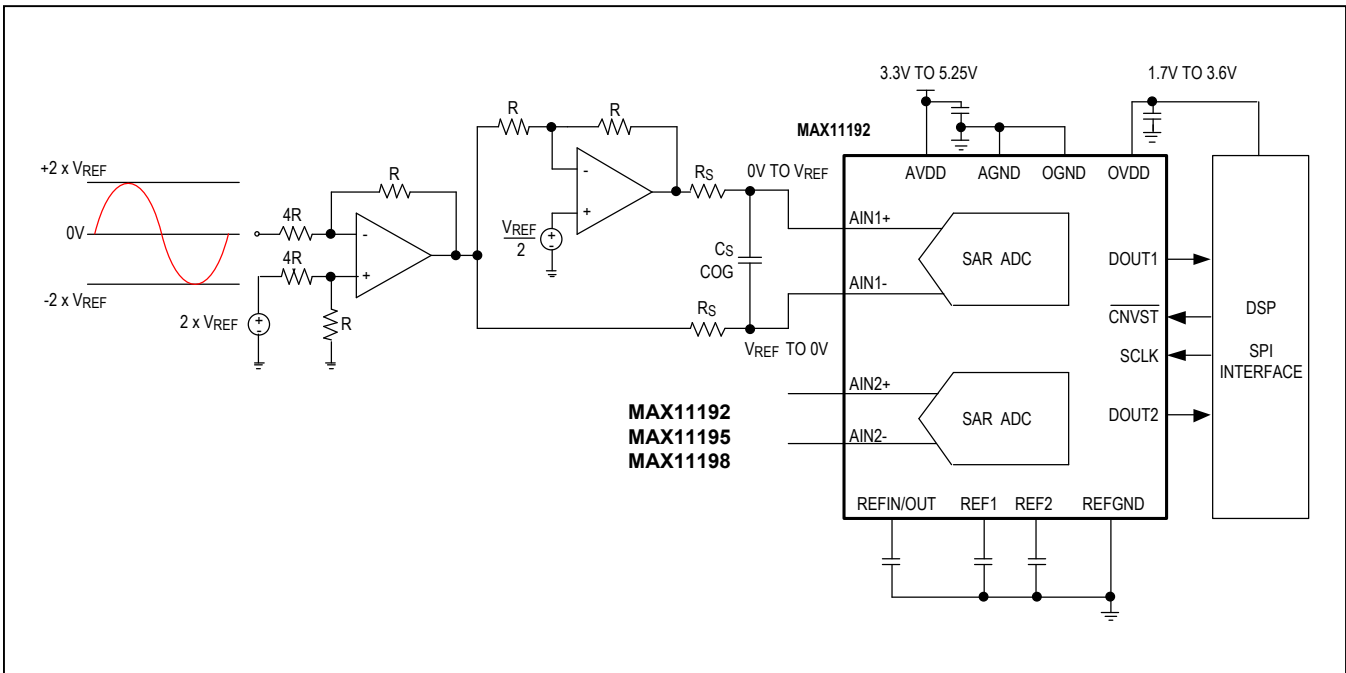 3.3V TO 5.25V
1.7V TO 3.6V
MAX11192
R
R
+2 x VREF
0V
-2 x VREF
4R
4R
2 x VREF
R
R
-
+
-
+
VREF
2
RS
0V TO VREF
CS
COG
RS
VREF TO 0V
AVDD
AGND
OGND
OVDD
AIN1+
AIN1-
SAR ADC
AIN2+
AIN2-
SAR ADC
DOUT1
CNVST
SCLK
DOUT2
DSP
SPI
INTERFACE
MAX11192
MAX11195
MAX11198
REFIN/OUT
REF1
REF2
REFGND